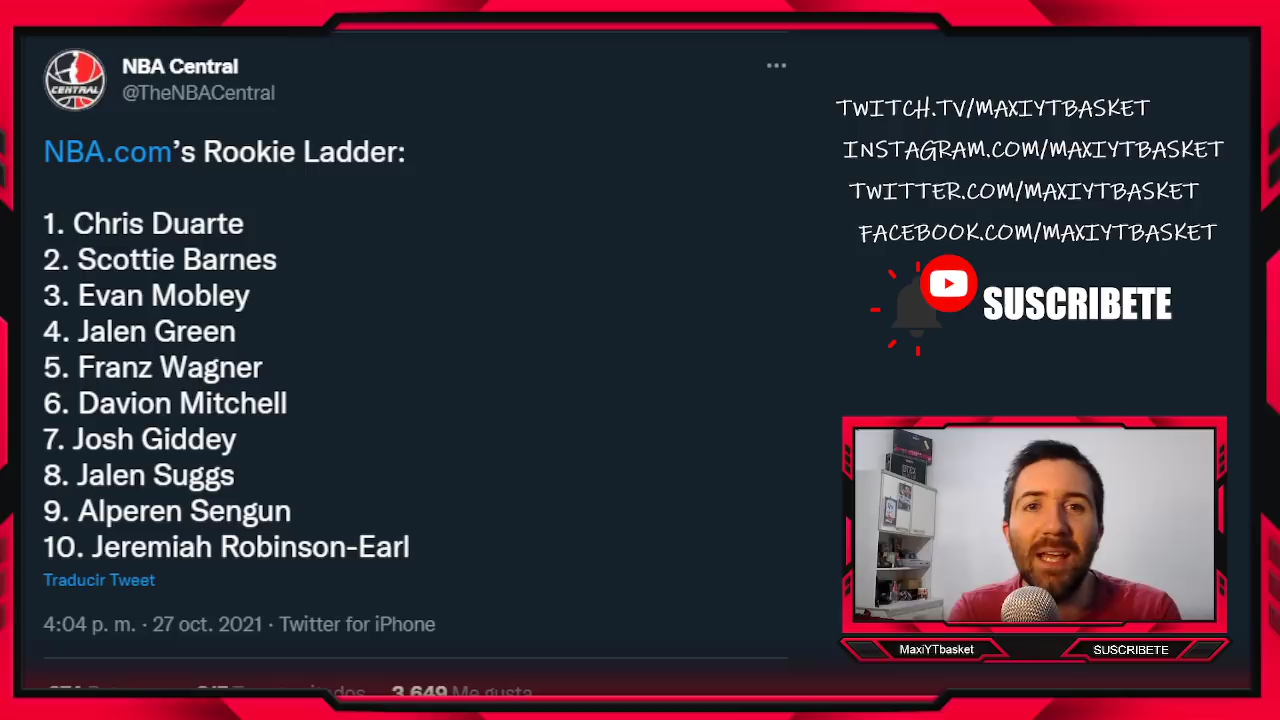 NBA Central
@TheNBACentral
NBA.com's Rookie Ladder:
1. Chris Duarte
2. Scottie Barnes
3. Evan Mobley
4. Jalen Green
5. Franz Wagner
6. Davion Mitchell
7. Josh Giddey
8. Jalen Suggs
9. Alperen Sengun
10. Jeremiah Robinson-Earl
Traducir Tweet
4:04 p. m. · 27 oct. 2021 · Twitter for iPhone
3.649 Me gusta
CENTRAL
TWITCH.TV/MAXIYTBASKET
INSTAGRAM.COM/MAXIYTBASKET
TWITTER.COM/MAXIYTBASKET
FACEBOOK.COM/MAXIYTBASKET
SUSCRIBETE
MaxiYTbasket
SUSCRIBETE